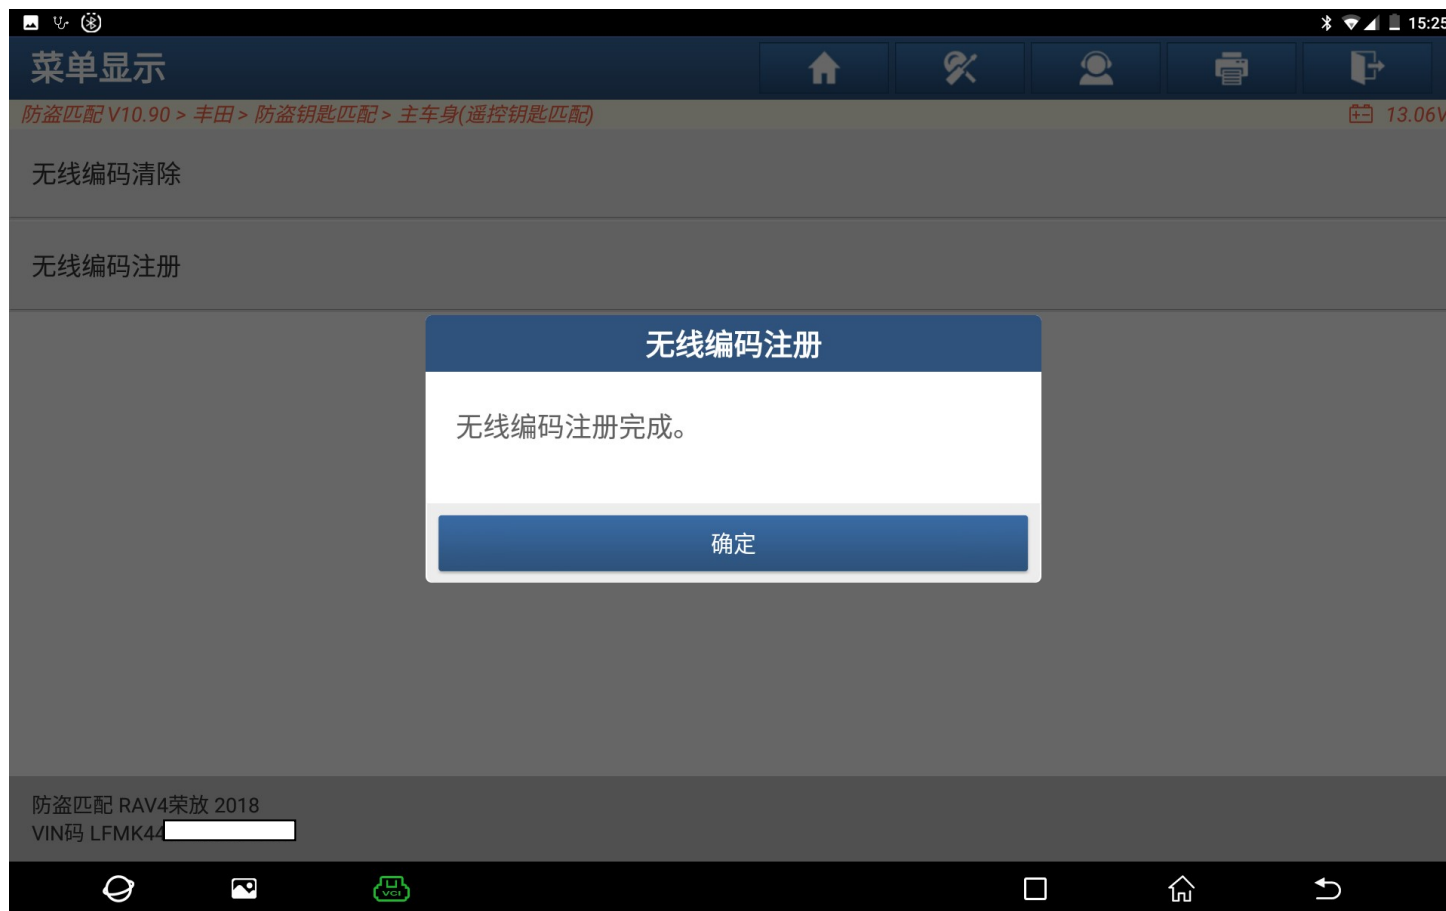 15:25
菜单显示
防盗匹配 V10.90 > 丰田 > 防盗钥匙匹配 > 主车身(遥控钥匙匹配)
13.06V
无线编码清除
无线编码注册
无线编码注册
无线编码注册完成。
确定
防盗匹配 RAV4荣放 2018
VIN码 LFMK44
VCI